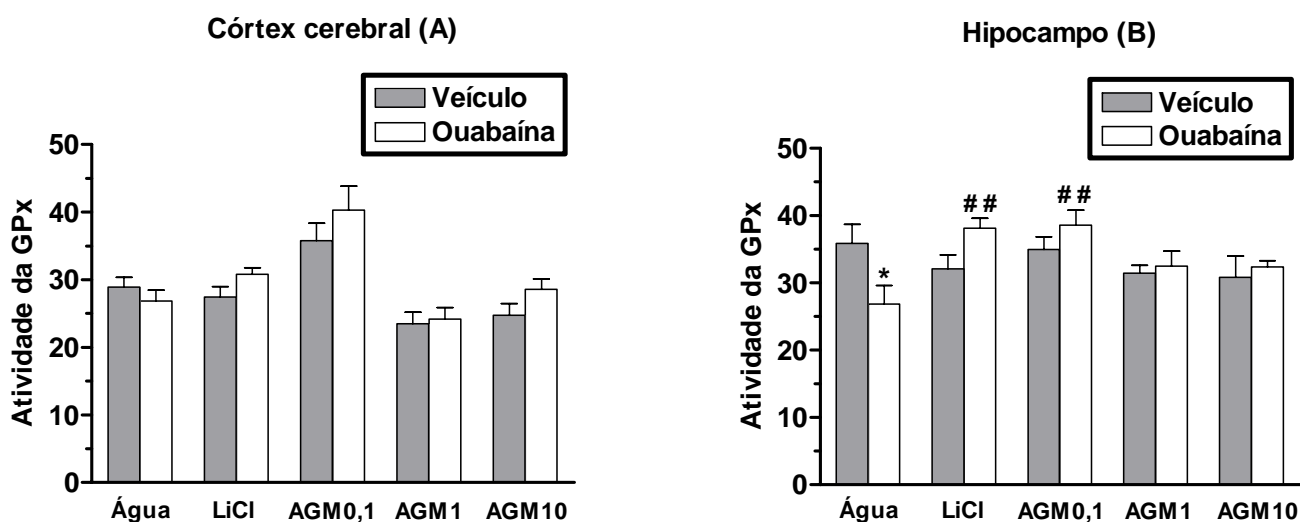 Córtex cerebral (A)
Veículo
Ouabaína
Atividade da GPx
50
40
30
20
10
0
Água LiCl AGM0,1 AGM1 AGM10
Hipocampo (B)
Veículo
Ouabaína
Atividade da GPx
50
40
30
20
10
0
*
##
##
Água LiCl AGM0,1 AGM1 AGM10